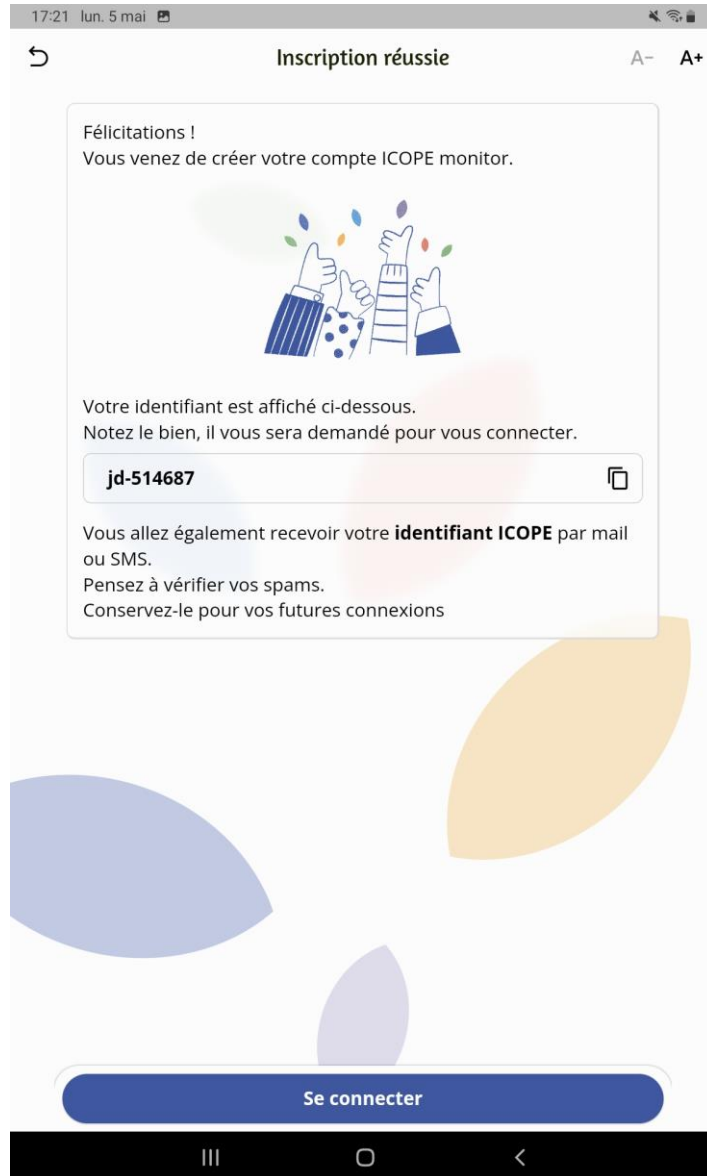 17:21 lun. 5 mai
Inscription réussie
A- A+
Félicitations !
Vous venez de créer votre compte ICOPE monitor.
Votre identifiant est affiché ci-dessous.
Notez le bien, il vous sera demandé pour vous connecter.
jd-514687
Vous allez également recevoir votre identifiant ICOPE par mail
ou SMS.
Pensez à vérifier vos spams.
Conservez-le pour vos futures connexions
Se connecter